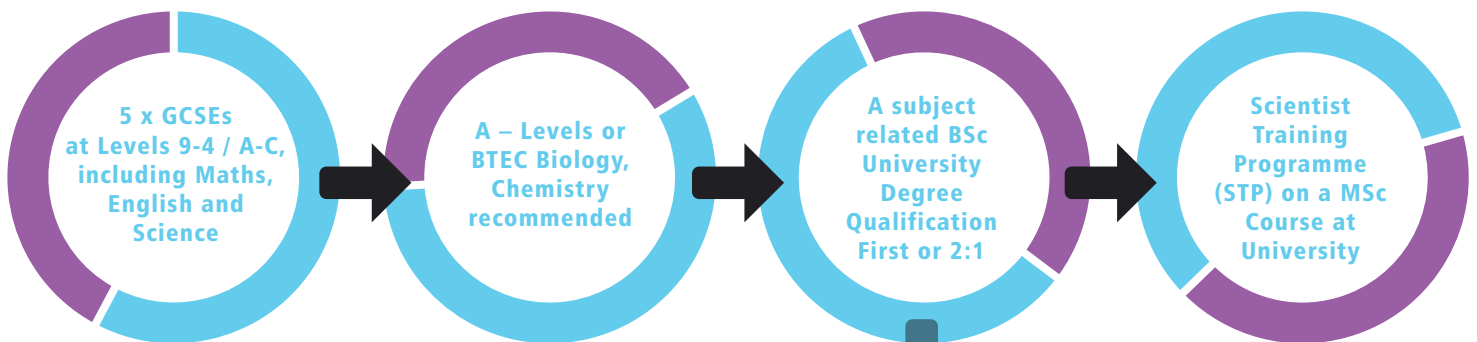 5 x GCSEs
at Levels 9-4 / A-C,
including Maths,
English and
Science
A – Levels or
BTEC Biology,
Chemistry
recommended
A subject
related BSc
University
Degree
Qualification
First or 2:1
Scientist
Training
Programme
(STP) on a MSc
Course at
University